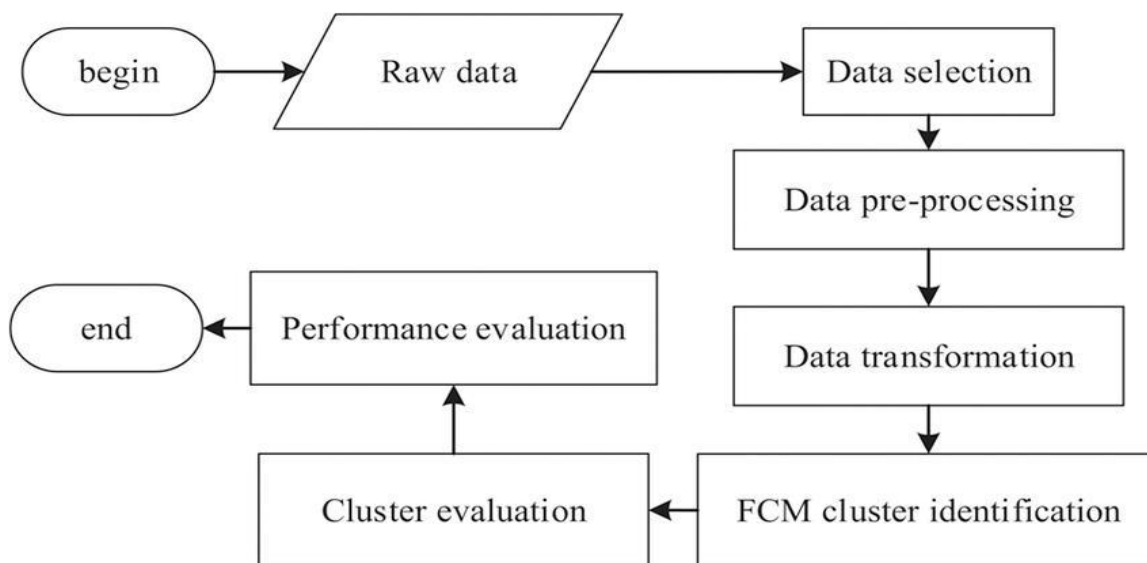 begin
Raw data
Data selection
Data pre-processing
Data transformation
FCM cluster identification
Cluster evaluation
Performance evaluation
end